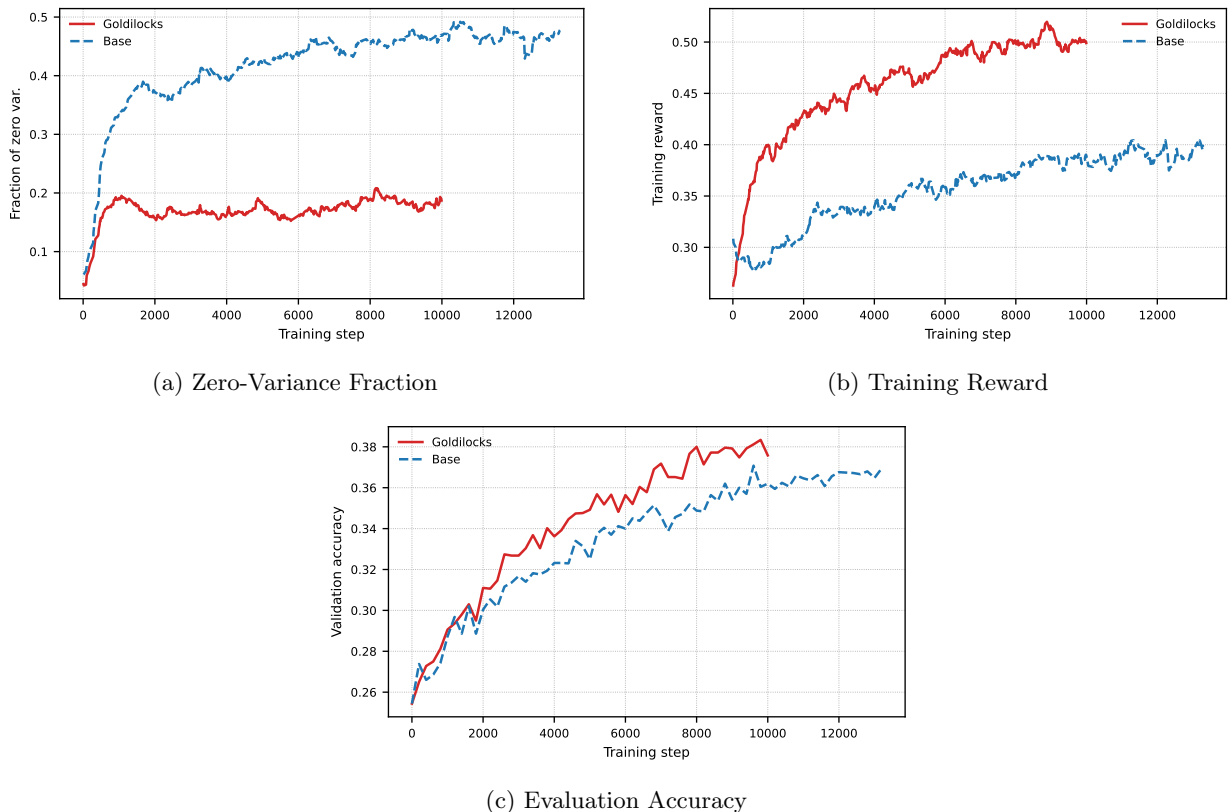 Goldilocks
Base
Fraction of zero var.
0.5
0.4
0.3
0.2
0.1
0 2000 4000 6000 8000 10000 12000
Training step
(a) Zero-Variance Fraction
Goldilocks
Base
Training reward
0.50
0.45
0.40
0.35
0.30
0 2000 4000 6000 8000 10000 12000
Training step
(b) Training Reward
Goldilocks
Base
Validation accuracy
0.38
0.36
0.34
0.32
0.30
0.28
0.26
0 2000 4000 6000 8000 10000 12000
Training step
(c) Evaluation Accuracy